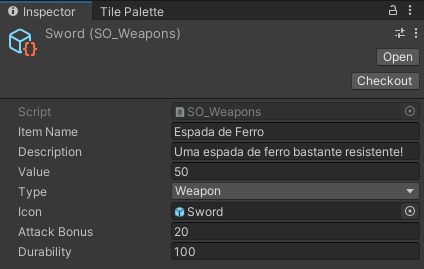 Inspector Tile Palette
Sword (SO_Weapons)
Open
Checkout
Script SO_Weapons
Item Name Espada de Ferro
Description Uma espada de ferro bastante resistente!
Value 50
Type Weapon
Icon Sword
Attack Bonus 20
Durability 100